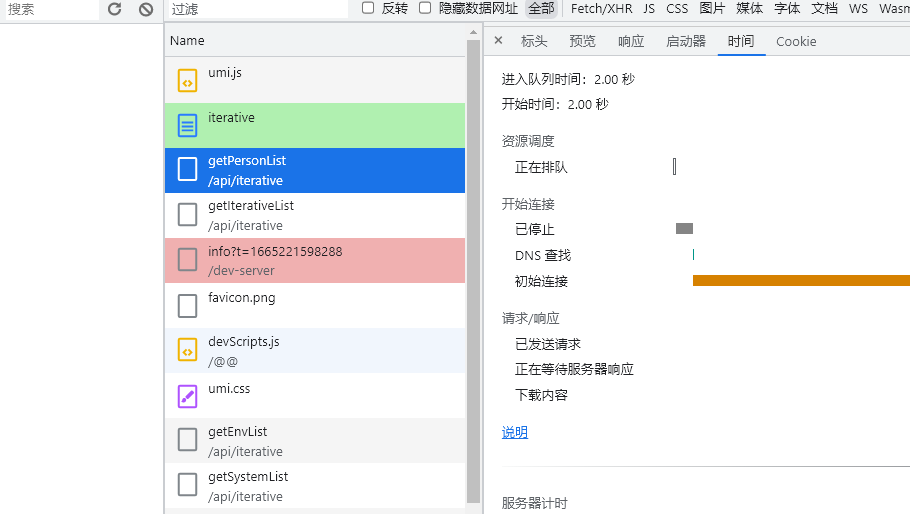 搜索
过滤
反转
隐藏数据网址
全部
Fetch/XHR JS CSS 图片 媒体 字体 文档 WS Wasm
Name
umi.js
iterative
getPersonList
/api/iterative
getIterativeList
/api/iterative
info?t=1665221598288
/dev-server
favicon.png
devScripts.js
/@@
umi.css
getEnvList
/api/iterative
getSystemList
/api/iterative
× 标头 预览 响应 启动器 时间 Cookie
进入队列时间：2.00 秒
开始时间：2.00 秒
资源调度
正在排队
开始连接
已停止
DNS 查找
初始连接
请求/响应
已发送请求
正在等待服务器响应
下载内容
说明
服务器计时